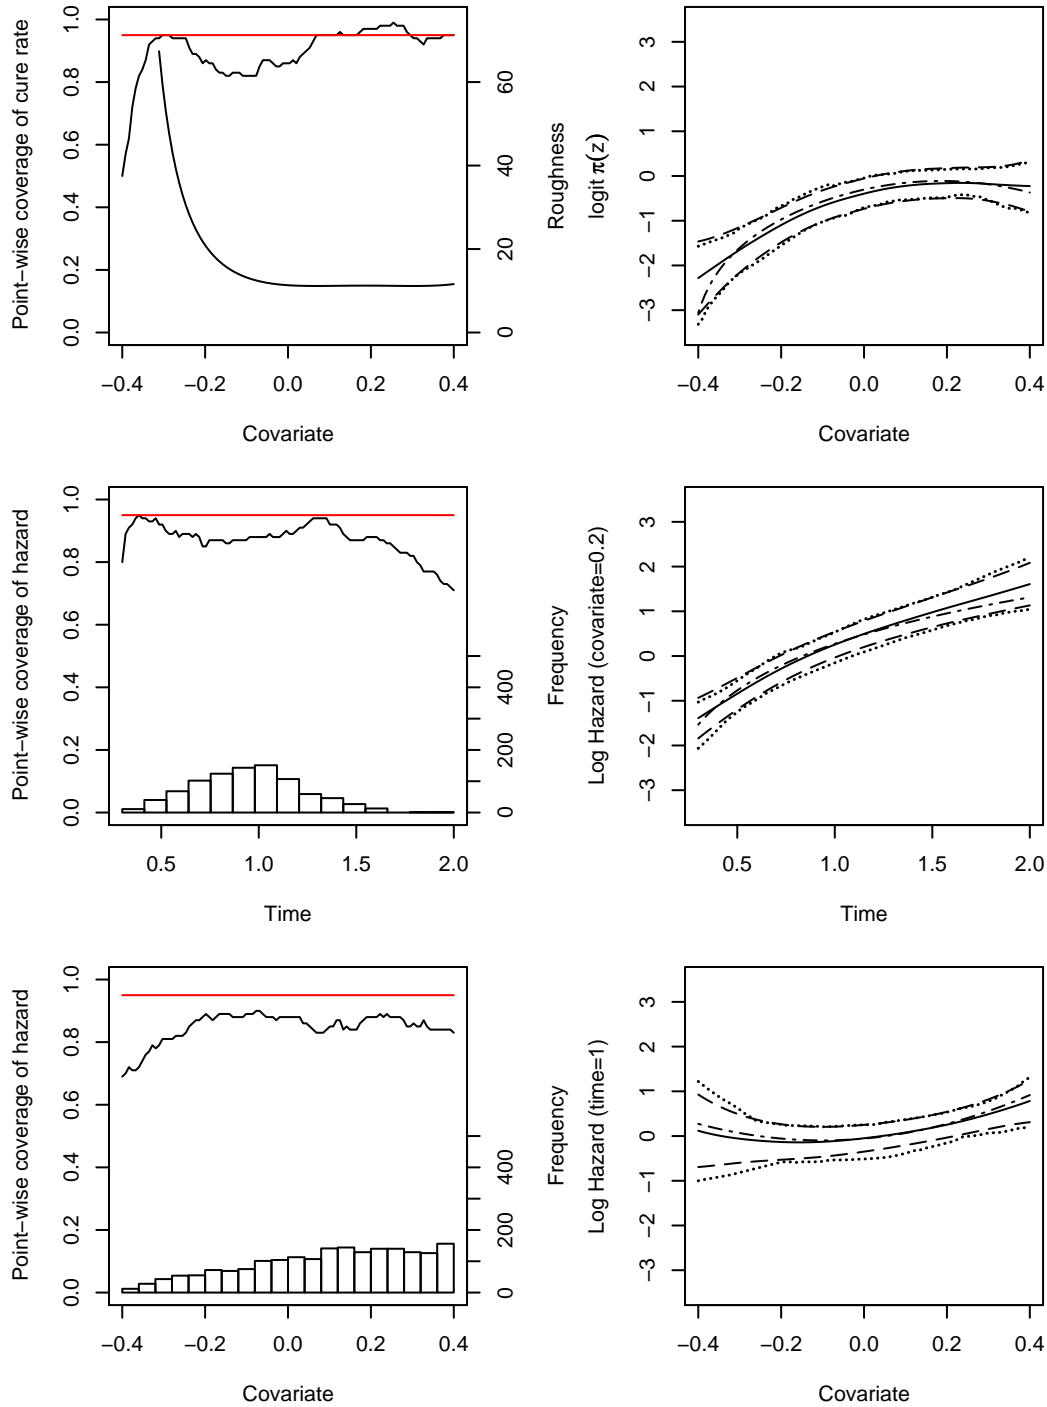 Point−wise coverage of cure rate
0.0 0.2 0.4 0.6 0.8 1.0
0 20 40 60
Roughness
−0.4 −0.2 0.0 0.2 0.4
Covariate
logit π(z)
−3 −2 −1 0 1 2 3
−0.4 −0.2 0.0 0.2 0.4
Covariate
Point−wise coverage of hazard
0.0 0.2 0.4 0.6 0.8 1.0
0 200 400
Frequency
0.5 1.0 1.5 2.0
Time
Log Hazard (covariate=0.2)
−3 −2 −1 0 1 2 3
0.5 1.0 1.5 2.0
Time
Point−wise coverage of hazard
0.0 0.2 0.4 0.6 0.8 1.0
0 200 400
Frequency
−0.4 −0.2 0.0 0.2 0.4
Covariate
Log Hazard (time=1)
−3 −2 −1 0 1 2 3
−0.4 −0.2 0.0 0.2 0.4
Covariate